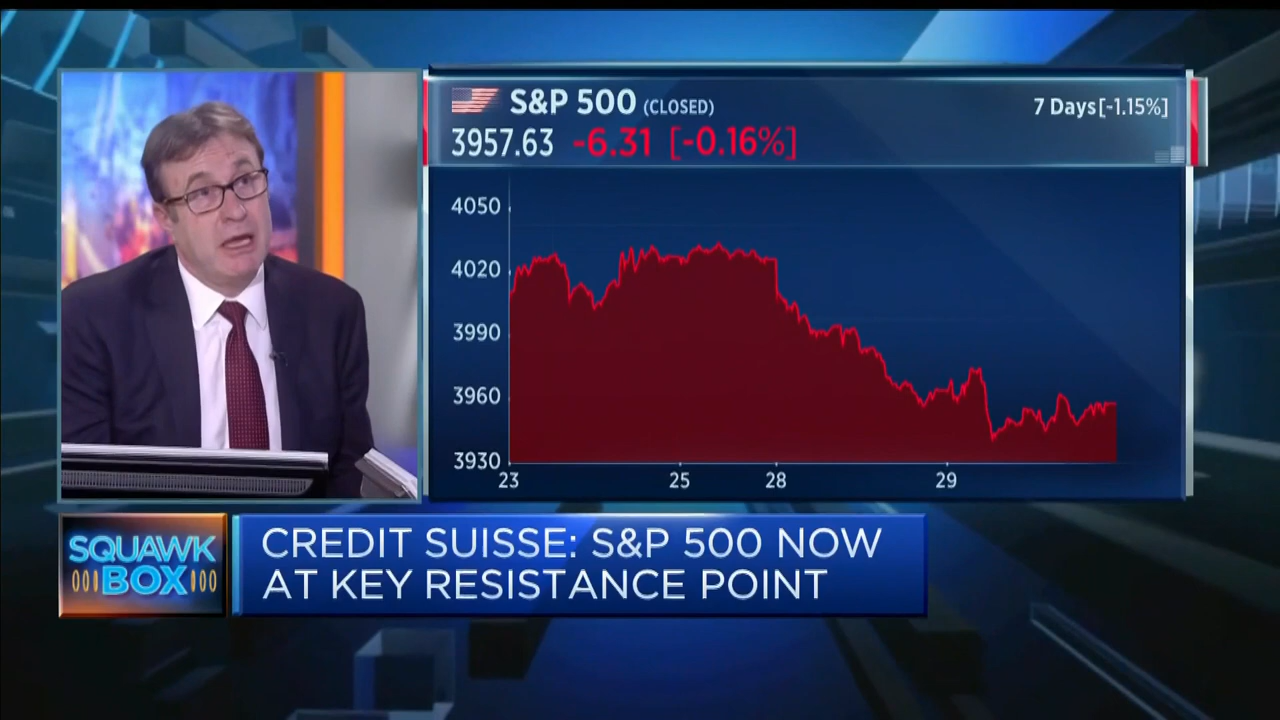 S&P 500 (CLOSED)
7 Days[-1.15%]
3957.63 -6.31 [-0.16%]
4050
4020
3990
3960
3930
23 25 28 29
SQUAWK
BOX
CREDIT SUISSE: S&P 500 NOW
AT KEY RESISTANCE POINT